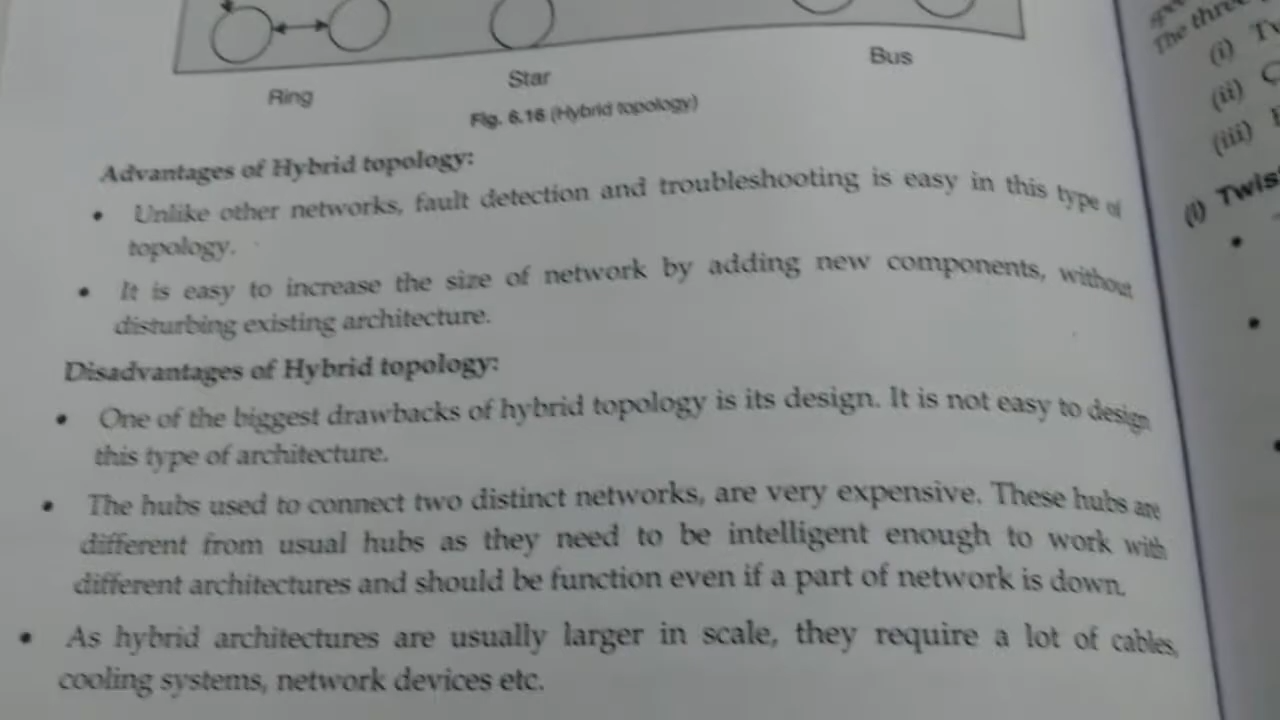 Ring
Star
Bus
Fig. 6.16 (Hybrid topology)
Advantages of Hybrid topology:
• Unlike other networks, fault detection and troubleshooting is easy in this type of
topology.
• It is easy to increase the size of network by adding new components, without
disturbing existing architecture.
Disadvantages of Hybrid topology:
• One of the biggest drawbacks of hybrid topology is its design. It is not easy to design
this type of architecture.
• The hubs used to connect two distinct networks, are very expensive. These hubs are
different from usual hubs as they need to be intelligent enough to work with
different architectures and should be function even if a part of network is down.
• As hybrid architectures are usually larger in scale, they require a lot of cables,
cooling systems, network devices etc.
The three
(i)
(ii)
(iii)
(i)